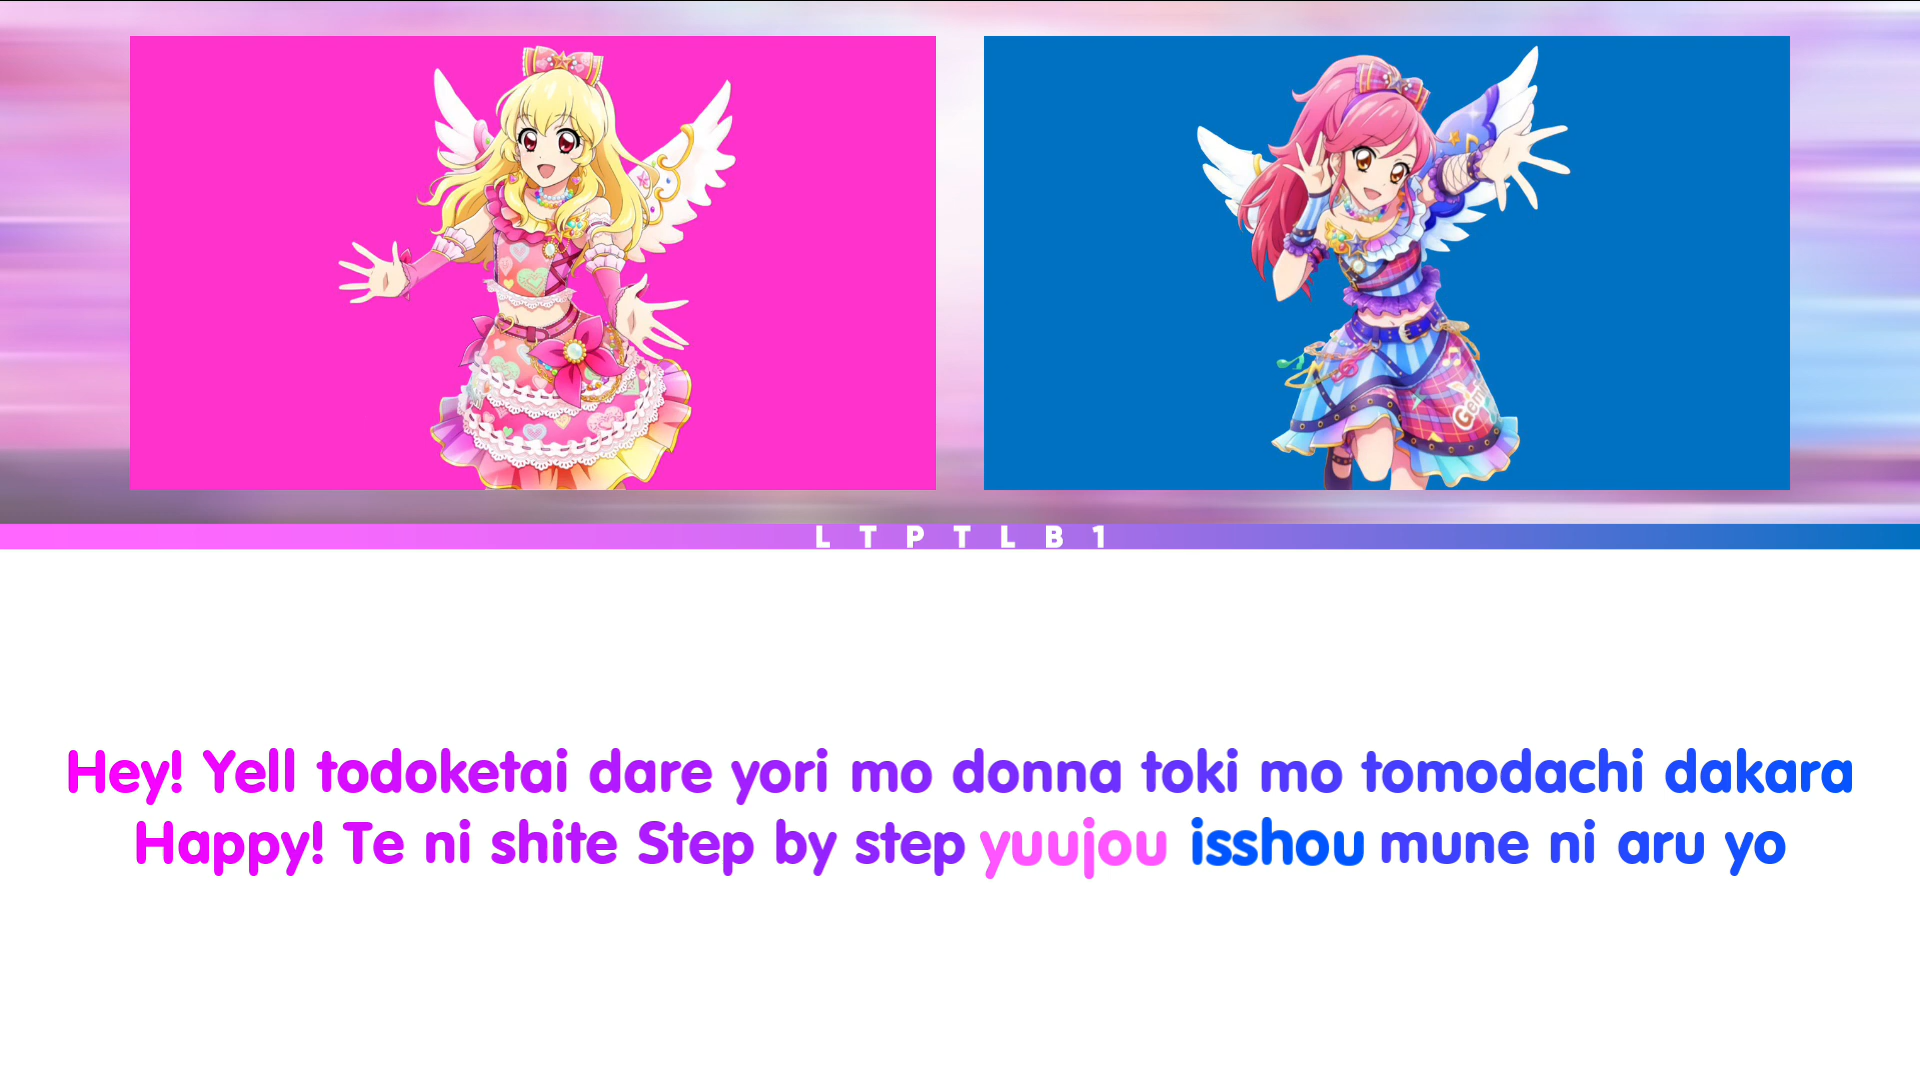 L T P T L B 1
Hey! Yell todoketai dare yori mo donna toki mo tomodachi dakara
Happy! Te ni shite Step by step yuujou isshou mune ni aru yo